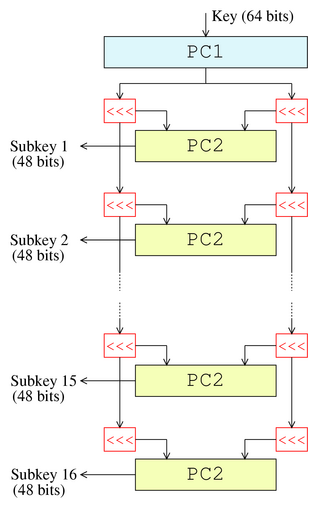 Key (64 bits)
PC1
<<< <<<
Subkey 1
(48 bits)
PC2
<<< <<<
Subkey 2
(48 bits)
PC2
<<< <<<
Subkey 15
(48 bits)
PC2
<<< <<<
Subkey 16
(48 bits)
PC2